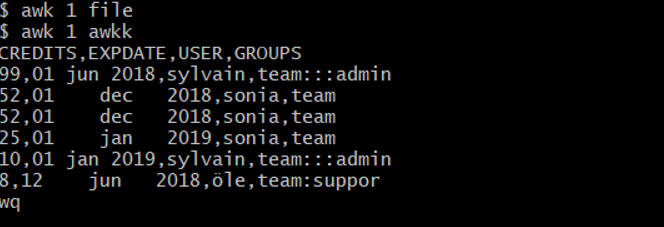 $ awk 1 file
$ awk 1 awkk
CREDITS,EXPDATE,USER,GROUPS
99,01 jun 2018,sylvain,team:::admin
52,01    dec   2018,sonia,team
52,01    dec   2018,sonia,team
25,01    jan   2019,sonia,team
10,01 jan 2019,sylvain,team:::admin
8,12    jun   2018,öle,team:suppor
wq